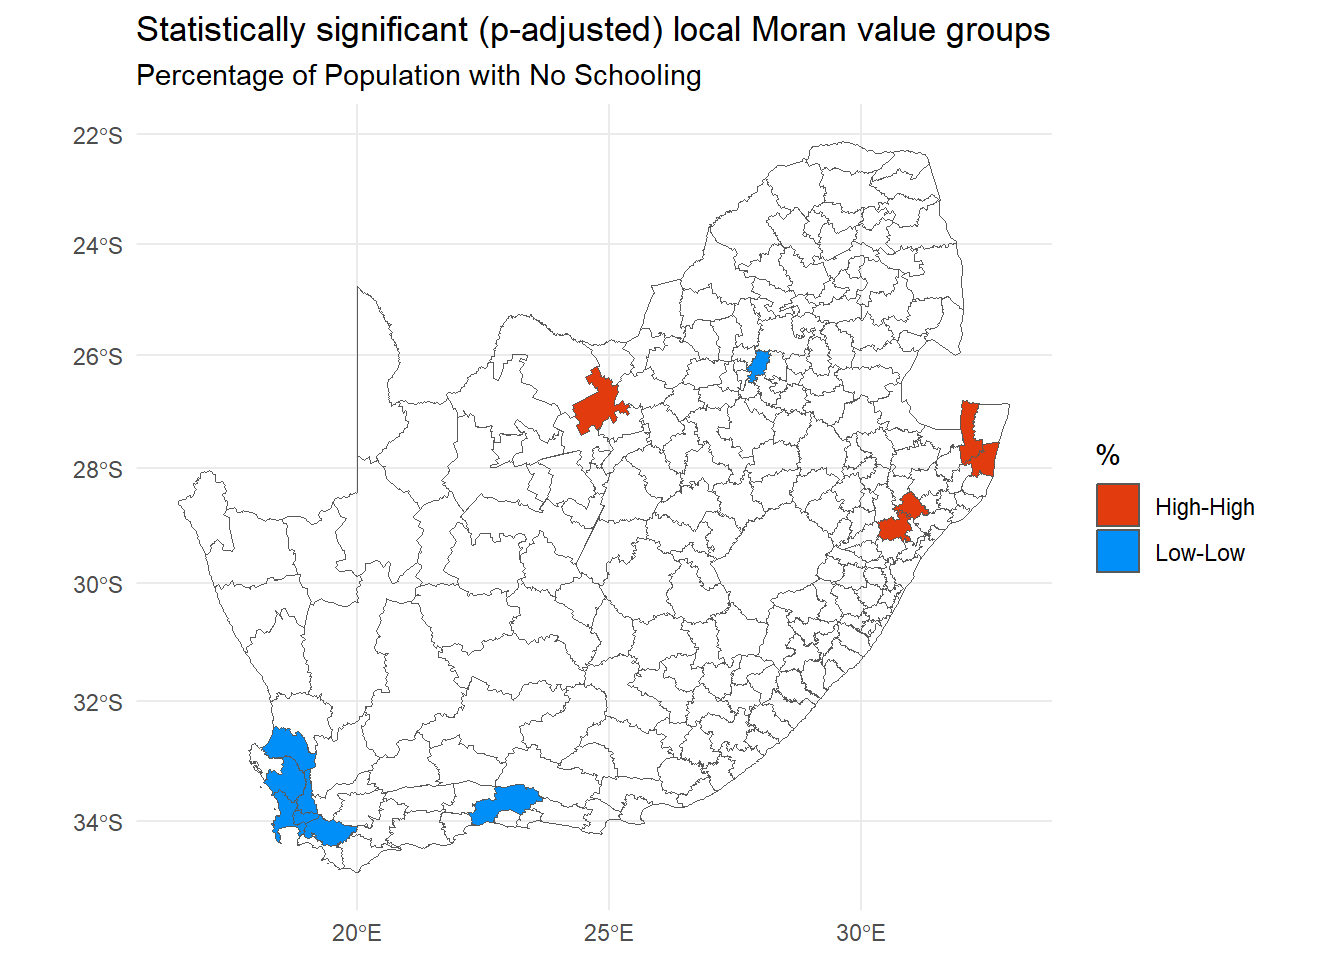 Statistically significant (p-adjusted) local Moran value groups
Percentage of Population with No Schooling
22°S
24°S
26°S
28°S
30°S
32°S
34°S
20°E
25°E
30°E
%
High-High
Low-Low